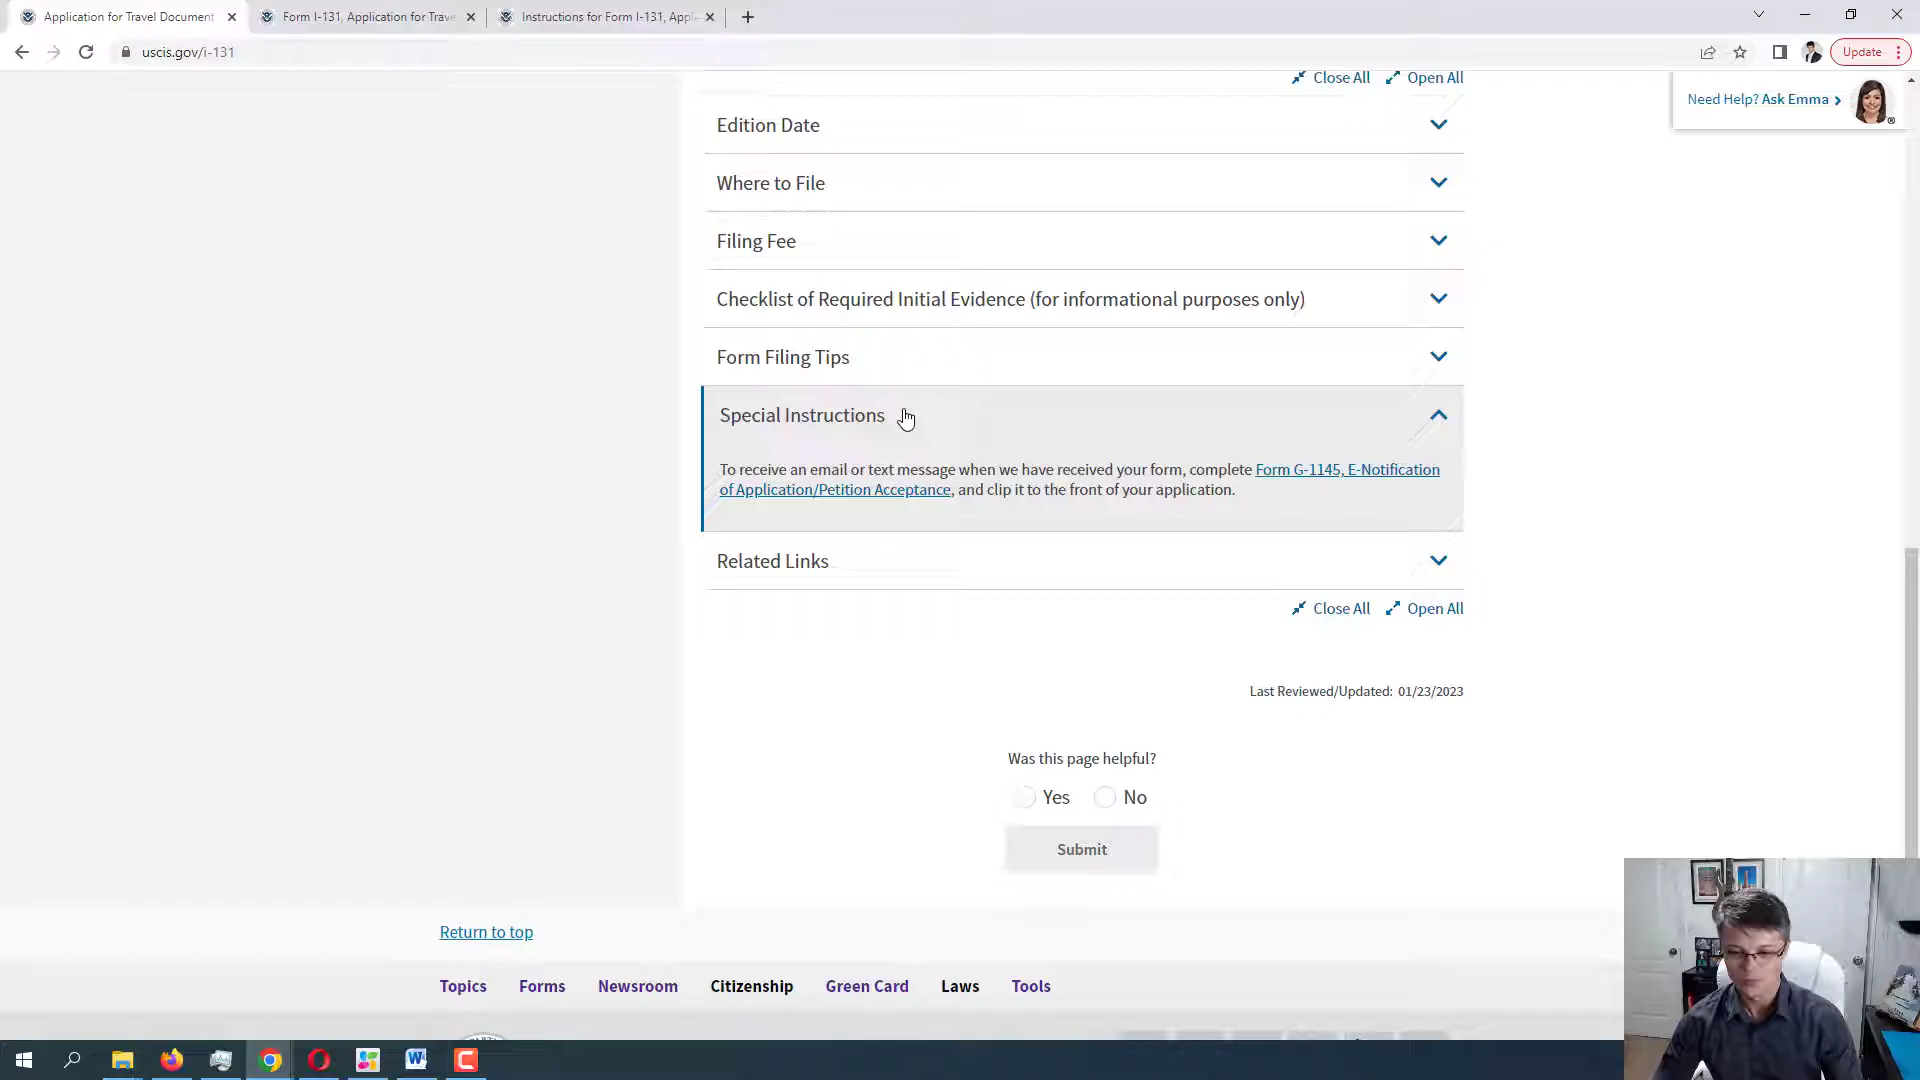 Application for Travel Document
Form I-131, Application for Trave
Instructions for Form I-131, Appl
uscis.gov/i-131
Update
Close All
Open All
Need Help? Ask Emma
Edition Date
Where to File
Filing Fee
Checklist of Required Initial Evidence (for informational purposes only)
Form Filing Tips
Special Instructions
To receive an email or text message when we have received your form, complete Form G-1145, E-Notification
of Application/Petition Acceptance, and clip it to the front of your application.
Related Links
Close All
Open All
Last Reviewed/Updated: 01/23/2023
Was this page helpful?
Yes
No
Submit
Return to top
Topics
Forms
Newsroom
Citizenship
Green Card
Laws
Tools